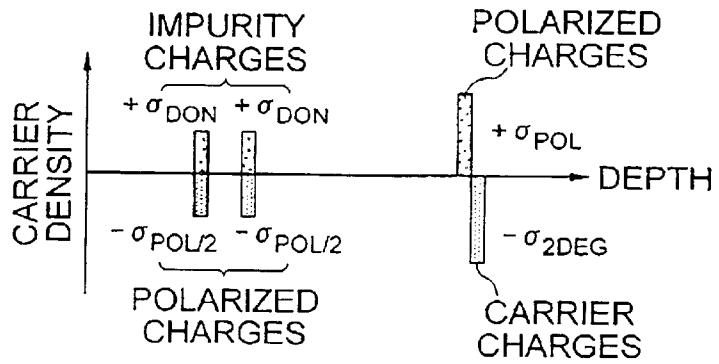 IMPURITY
CHARGES
POLARIZED
CHARGES
+ σDON + σDON
+ σPOL
CARRIER
DENSITY
DEPTH
- σPOL/2 - σPOL/2
- σ2DEG
POLARIZED
CHARGES
CARRIER
CHARGES